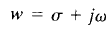 w = σ + jω